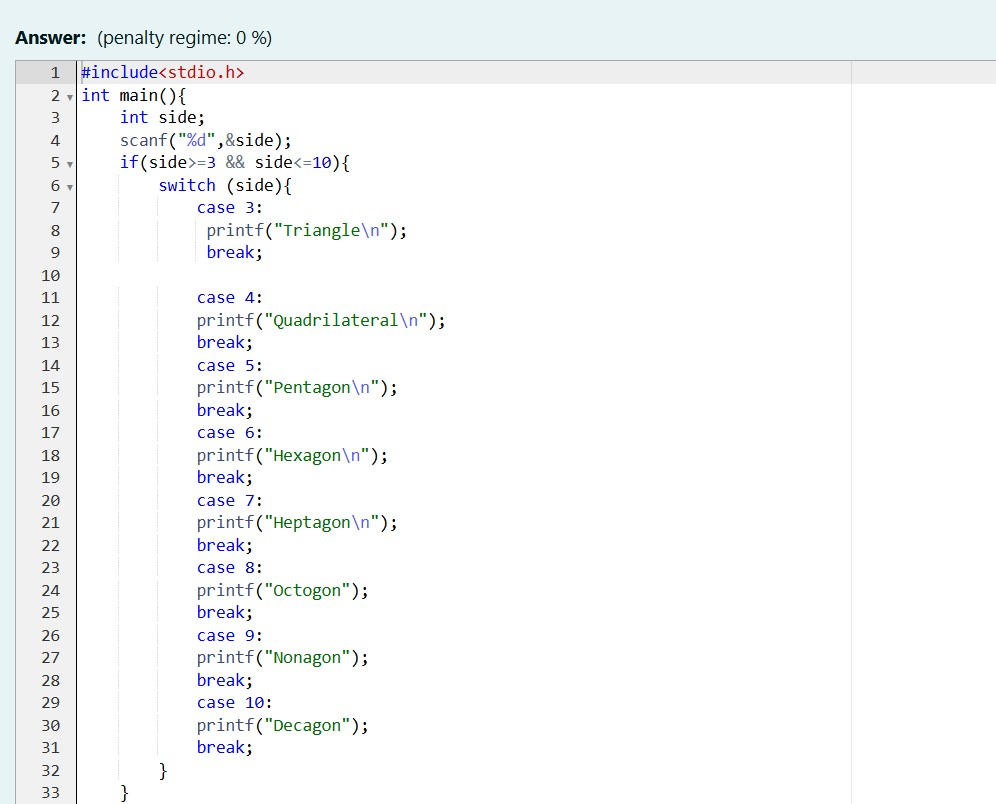 Answer: (penalty regime: 0 %)
1 #include<stdio.h>
2 int main(){
3     int side;
4     scanf("%d",&side);
5     if(side>=3 && side<=10){
6         switch (side){
7             case 3:
8              printf("Triangle\n");
9              break;
10
11             case 4:
12             printf("Quadrilateral\n");
13             break;
14             case 5:
15             printf("Pentagon\n");
16             break;
17             case 6:
18             printf("Hexagon\n");
19             break;
20             case 7:
21             printf("Heptagon\n");
22             break;
23             case 8:
24             printf("Octogon");
25             break;
26             case 9:
27             printf("Nonagon");
28             break;
29             case 10:
30             printf("Decagon");
31             break;
32         }
33     }